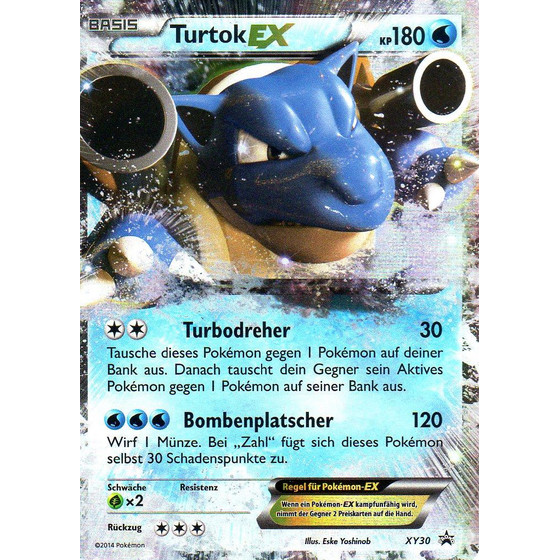 BASIS TurtokEX KP180
Turbodreher 30
Tausche dieses Pokémon gegen 1 Pokémon auf deiner
Bank aus. Danach tauscht dein Gegner sein Aktives
Pokémon gegen 1 Pokémon auf seiner Bank aus.
Bombenplatscher 120
Wirf 1 Münze. Bei „Zahl“ fügt sich dieses Pokémon
selbst 30 Schadenspunkte zu.
Schwäche Resistenz
×2
Rückzug
Regel für Pokémon-EX
Wenn ein Pokémon-EX kampfunfähig wird,
nimmt der Gegner 2 Preiskarten auf die Hand.
©2014 Pokémon Illus. Eske Yoshinob XY30